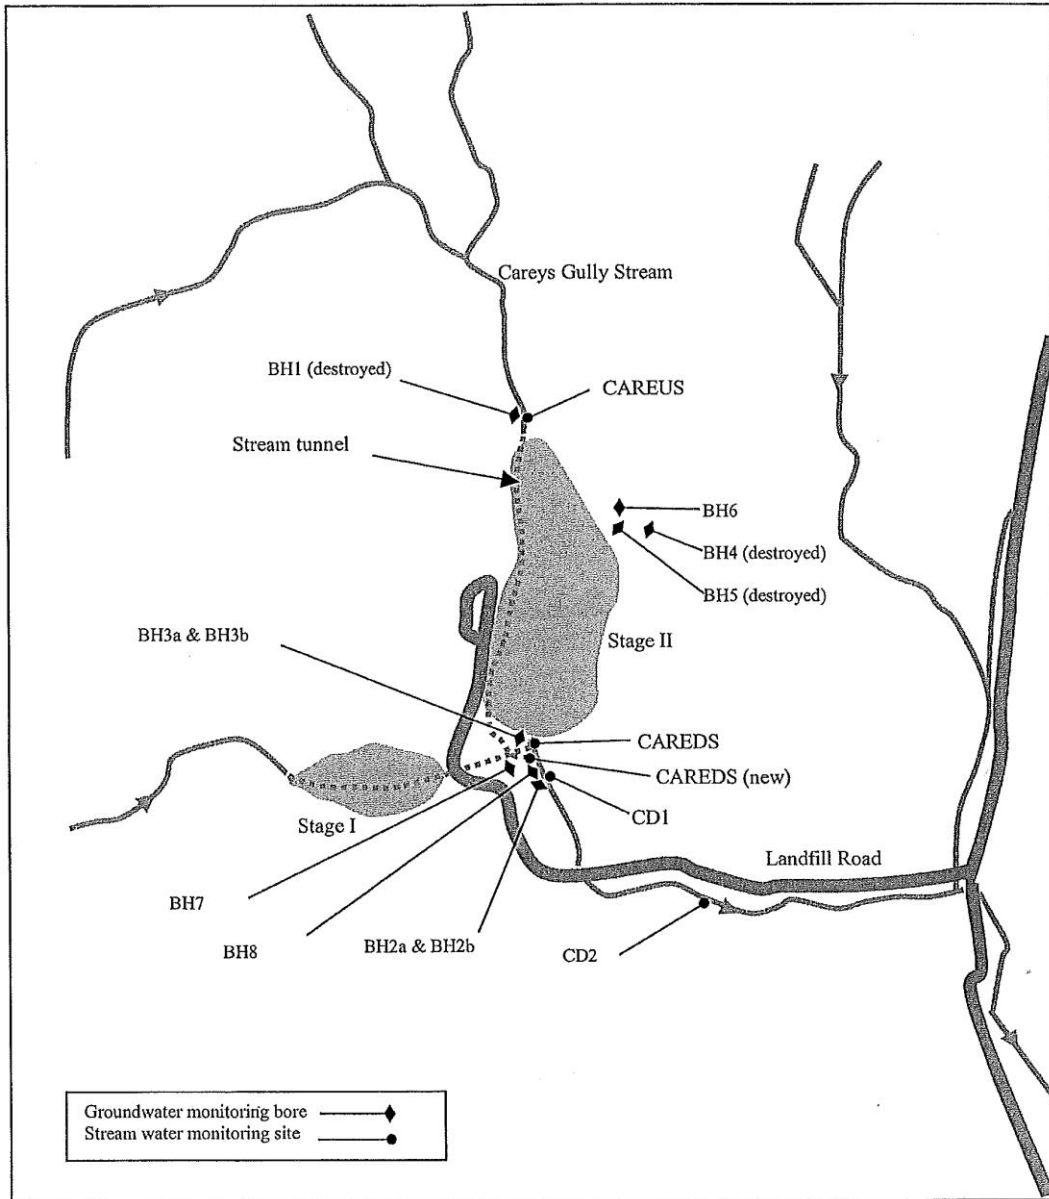 Careys Gully Stream
BH1 (destroyed)
CAREUS
Stream tunnel
BH6
BH4 (destroyed)
BH5 (destroyed)
BH3a & BH3b
Stage II
CAREDS
CAREDS (new)
CD1
Stage I
Landfill Road
BH7
BH8
BH2a & BH2b
CD2
Groundwater monitoring bore
Stream water monitoring site